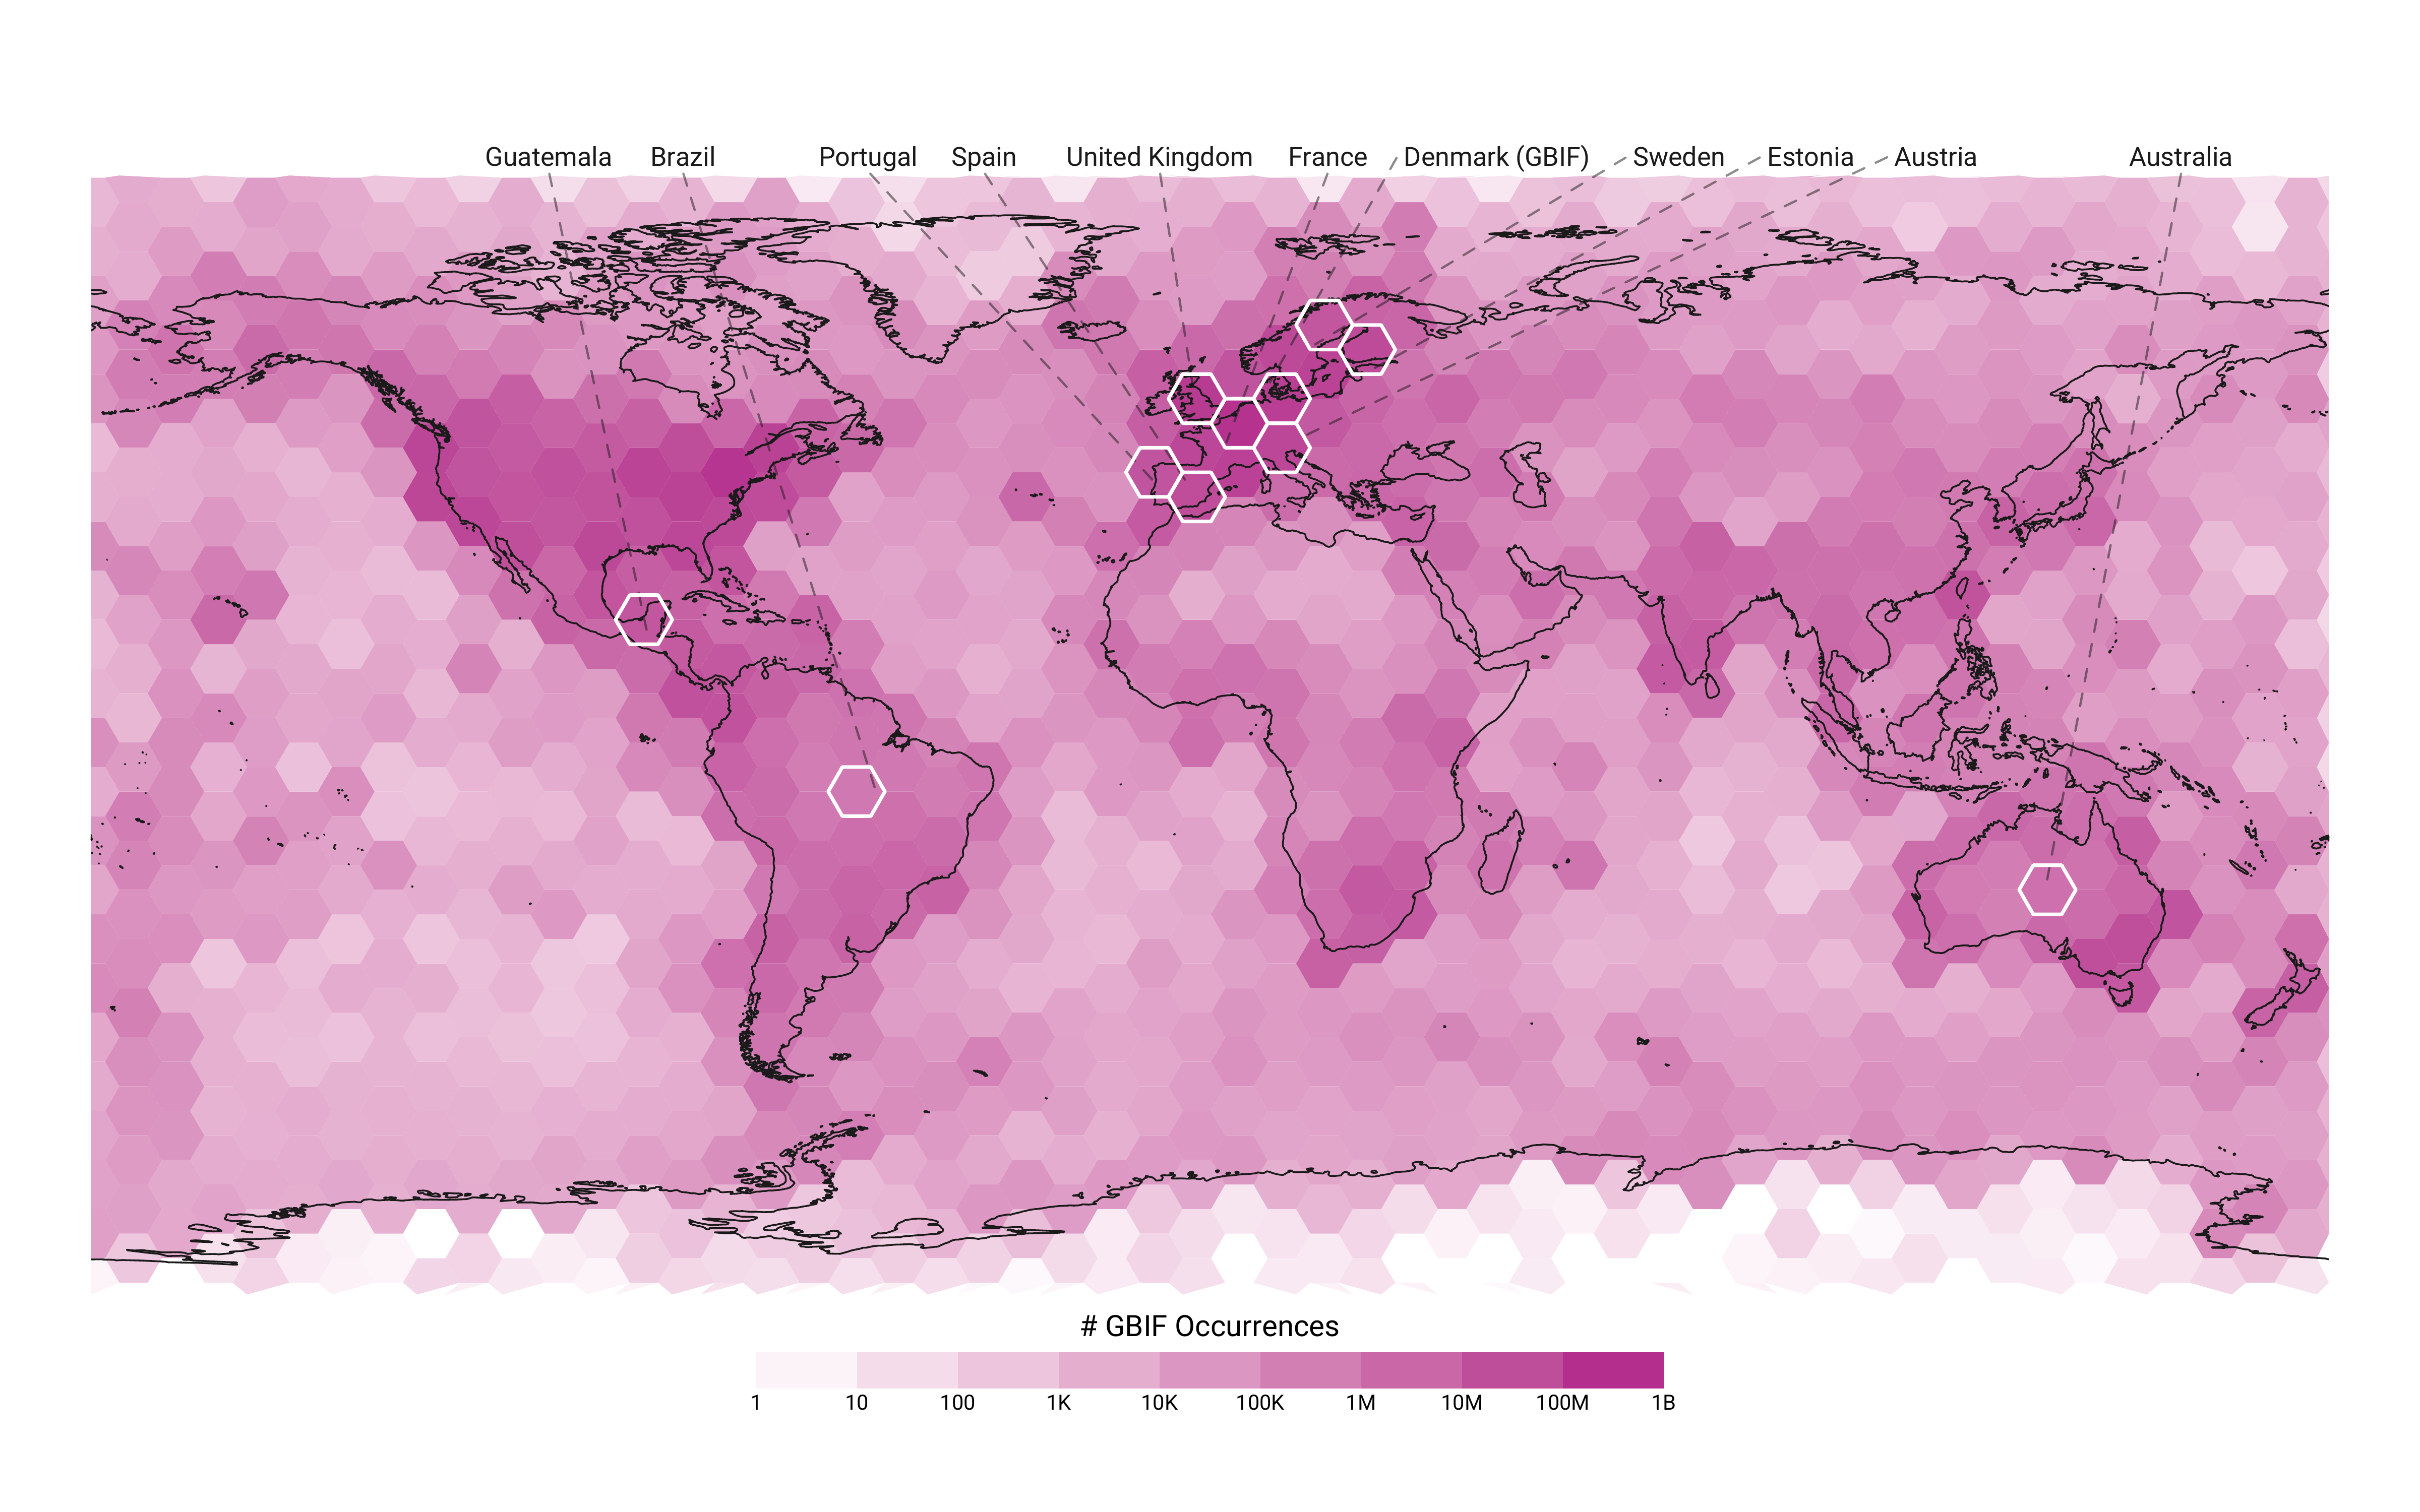 Guatemala Brazil Portugal Spain United Kingdom France Denmark (GBIF) Sweden Estonia Austria Australia
# GBIF Occurrences
1 10 100 1K 10K 100K 1M 10M 100M 1B